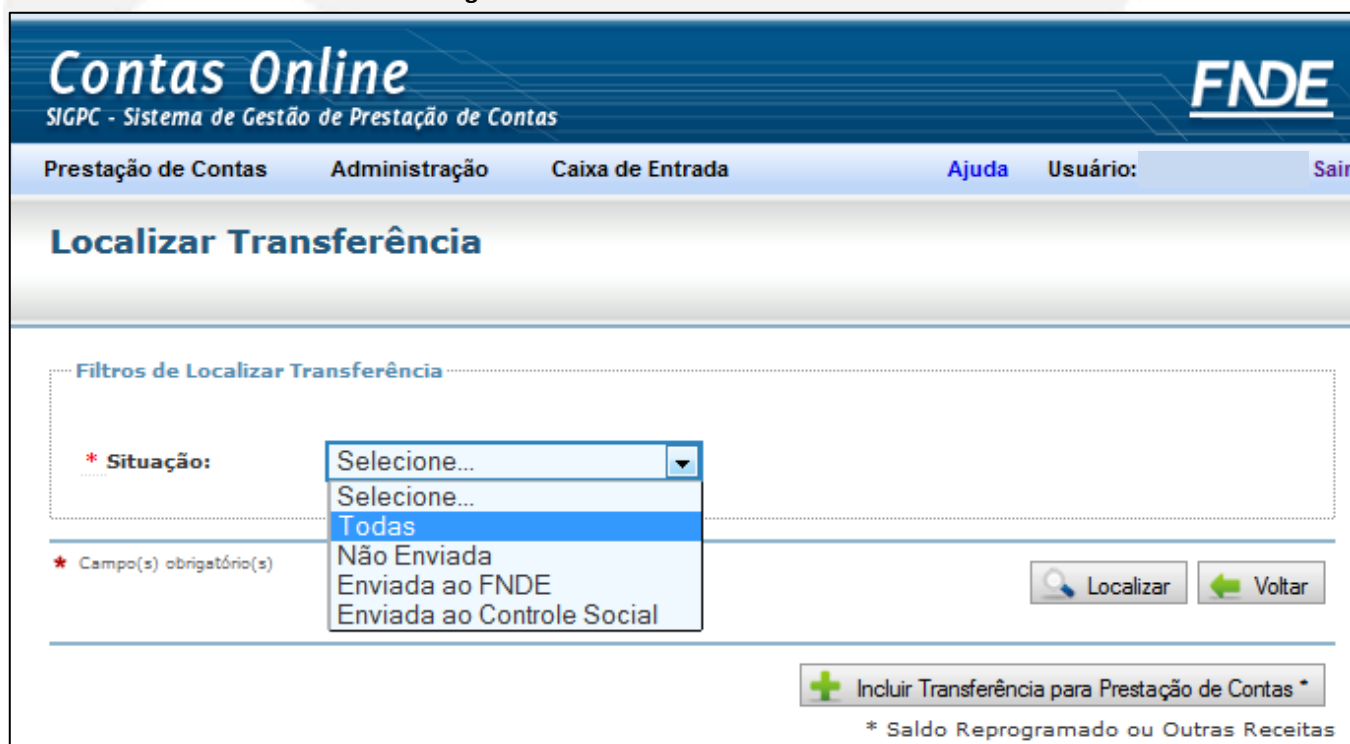 Contas Online
FNDE
SIGPC - Sistema de Gestão de Prestação de Contas
Prestação de Contas Administração Caixa de Entrada Ajuda Usuário: Sair
Localizar Transferência
Filtros de Localizar Transferência
* Situação: Selecione...
Selecione...
Todas
Não Enviada
Enviada ao FNDE
Enviada ao Controle Social
* Campo(s) obrigatório(s)
Localizar Voltar
Incluir Transferência para Prestação de Contas *
* Saldo Reprogramado ou Outras Receitas